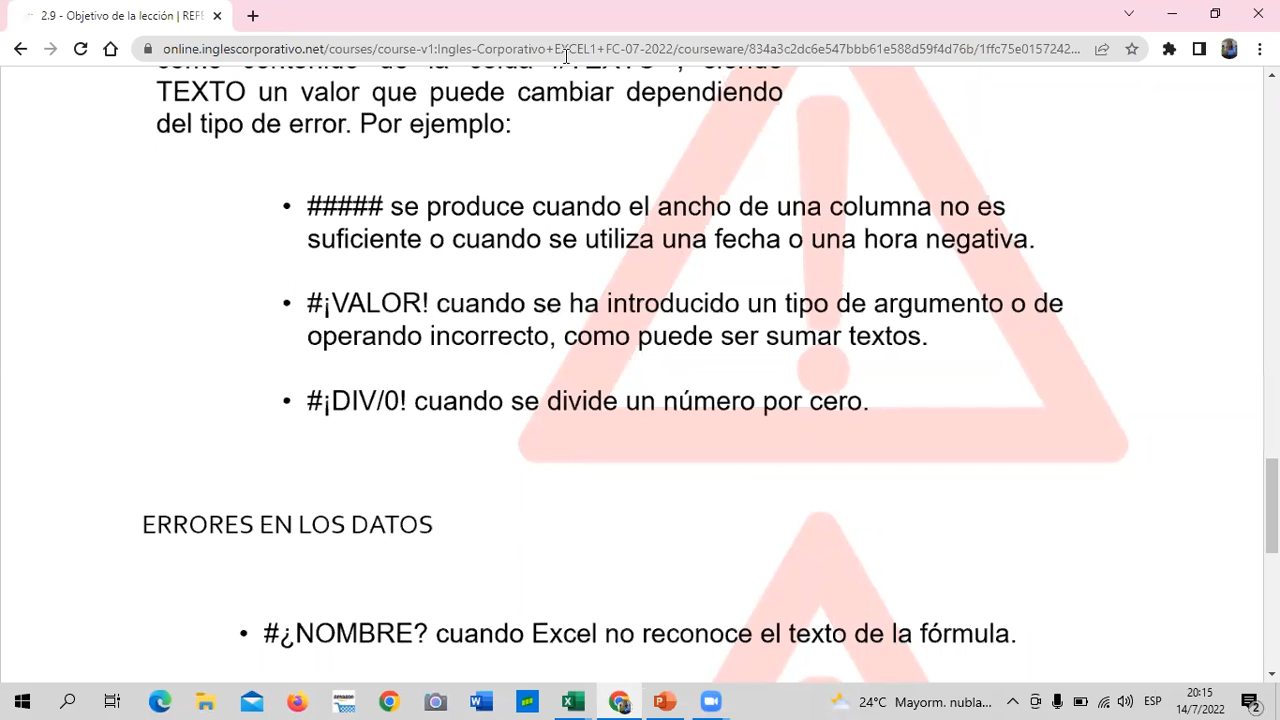 2.9 - Objetivo de la lección | REFE
online.inglescorporativo.net/courses/course-v1:Ingles-Corporativo+EXCEL1+FC-07-2022/courseware/834a3c2c6e547bbb61e588d59f4d76b/1ffc75e0157242...
TEXTO un valor que puede cambiar dependiendo
del tipo de error. Por ejemplo:
• ##### se produce cuando el ancho de una columna no es
suficiente o cuando se utiliza una fecha o una hora negativa.
• #¡VALOR! cuando se ha introducido un tipo de argumento o de
operando incorrecto, como puede ser sumar textos.
• #¡DIV/0! cuando se divide un número por cero.
ERRORES EN LOS DATOS
• #¿NOMBRE? cuando Excel no reconoce el texto de la fórmula.
24°C Mayorm. nubla... ESP
20:15
14/7/2022
2